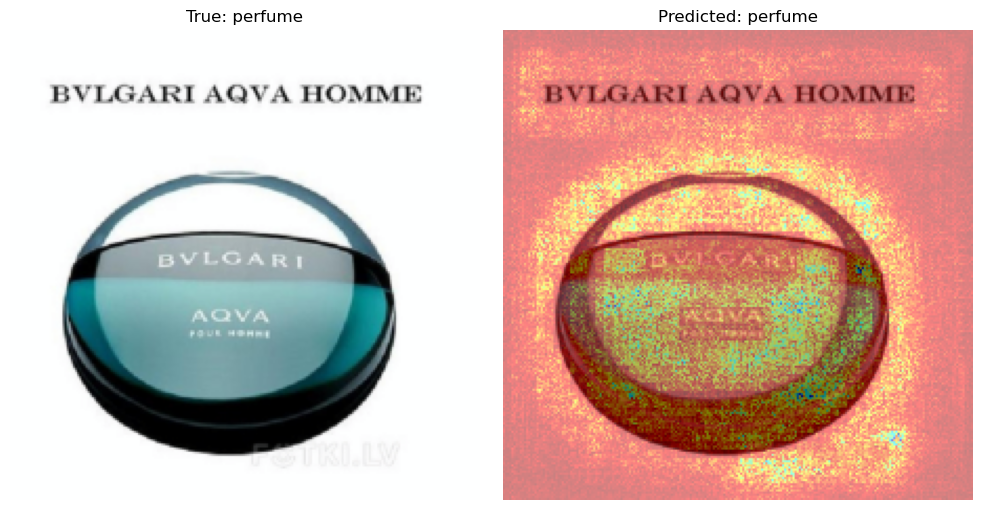 True: perfume
Predicted: perfume
BVLGARI AQVA HOMME
BVLGARI
AQVA
POUR HOMME
FOTKI.LV
BVLGARI AQVA HOMME
BVLGARI
AQVA